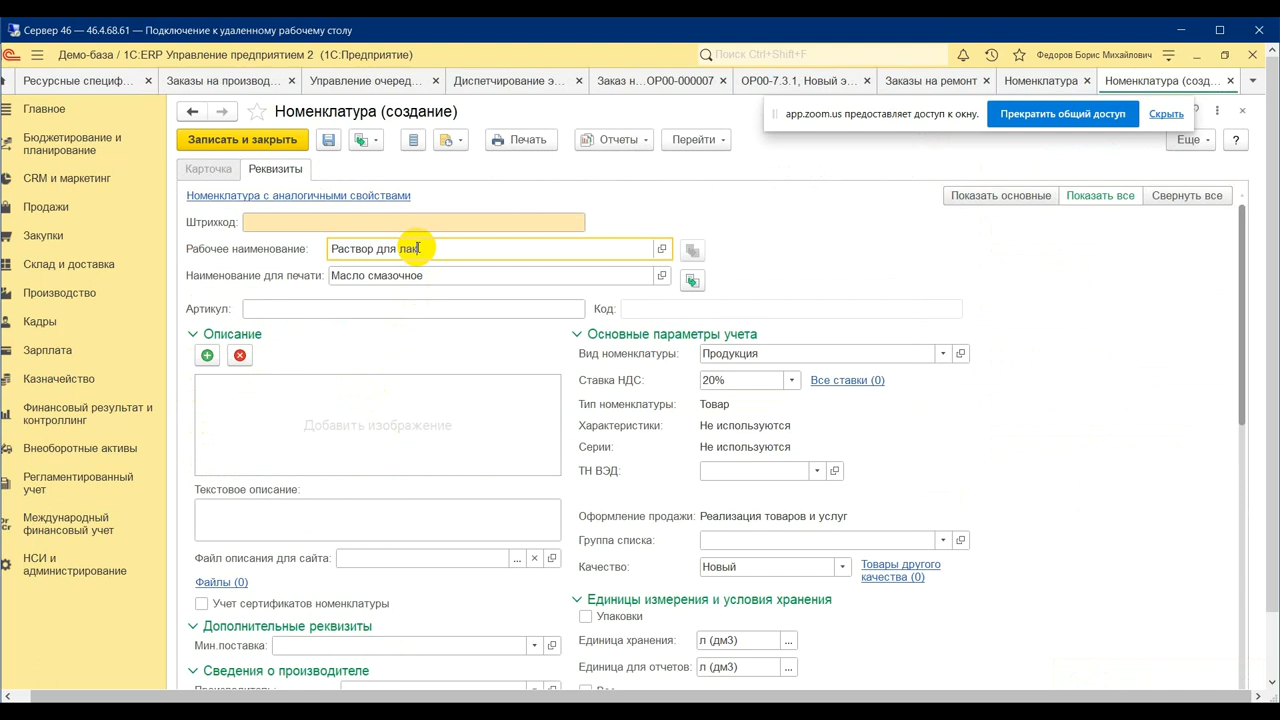 Сервер 46 — 46.4.68.61 — Подключение к удаленному рабочему столу
Демо-база / 1С:ERP Управление предприятием 2 (1С:Предприятие)
Поиск Ctrl+Shift+F
Федоров Борис Михайлович
Ресурсные специф...
Заказы на производ...
Управление очеред...
Диспетчирование э...
Заказ н...ОР00-000007
ОР00-7.3.1, Новый э...
Заказы на ремонт
Номенклатура
Номенклатура (созд...
Главное
Бюджетирование и
планирование
CRM и маркетинг
Продажи
Закупки
Склад и доставка
Производство
Кадры
Зарплата
Казначейство
Финансовый результат и
контроллинг
Внеоборотные активы
Регламентированный
учет
Международный
финансовый учет
НСИ и
администрирование
Номенклатура (создание)
app.zoom.us предоставляет доступ к окну.
Прекратить общий доступ
Скрыть
Записать и закрыть
Печать
Отчеты
Перейти
Еще
?
Карточка
Реквизиты
Номенклатура с аналогичными свойствами
Показать основные
Показать все
Свернуть все
Штрихкод:
Рабочее наименование: Раствор для лак
Наименование для печати: Масло смазочное
Артикул:
Код:
Описание
Добавить изображение
Текстовое описание:
Файл описания для сайта:
Файлы (0)
Учет сертификатов номенклатуры
Дополнительные реквизиты
Мин.поставка:
Сведения о производителе
Основные параметры учета
Вид номенклатуры: Продукция
Ставка НДС: 20% Все ставки (0)
Тип номенклатуры: Товар
Характеристики: Не используются
Серии: Не используются
ТН ВЭД:
Оформление продажи: Реализация товаров и услуг
Группа списка:
Качество: Новый
Товары другого
качества (0)
Единицы измерения и условия хранения
Упаковки
Единица хранения: л (дм3) ...
Единица для отчетов: л (дм3) ...